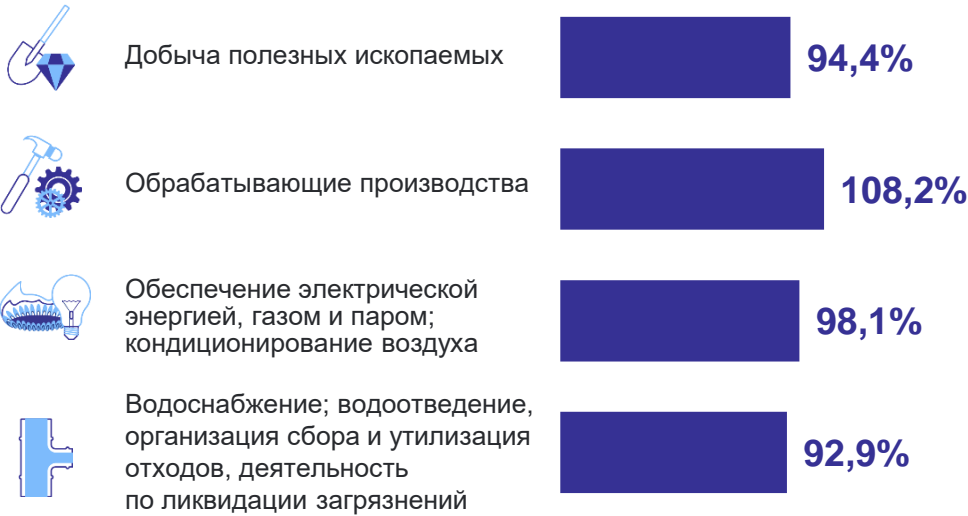 Добыча полезных ископаемых
94,4%
Обрабатывающие производства
108,2%
Обеспечение электрической
энергией, газом и паром;
кондиционирование воздуха
98,1%
Водоснабжение; водоотведение,
организация сбора и утилизация
отходов, деятельность
по ликвидации загрязнений
92,9%